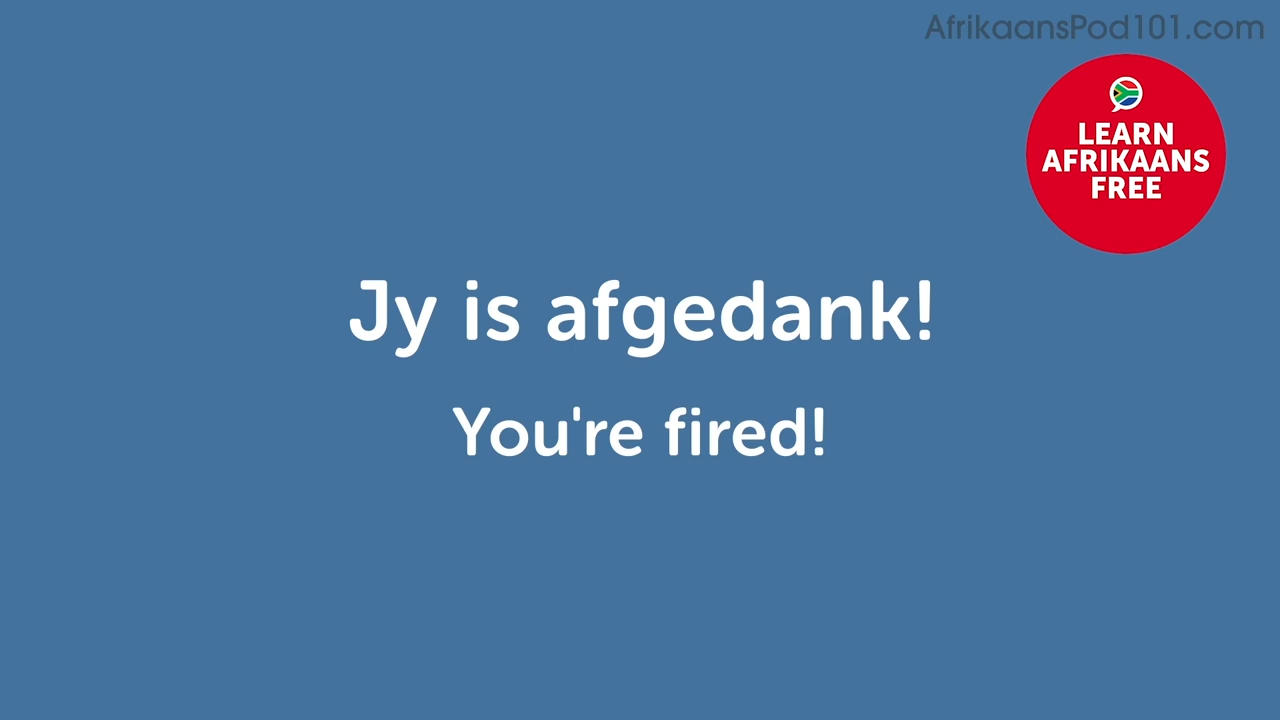 AfrikaansPod101.com
LEARN
AFRIKAANS
FREE
Jy is afgedank!
You're fired!